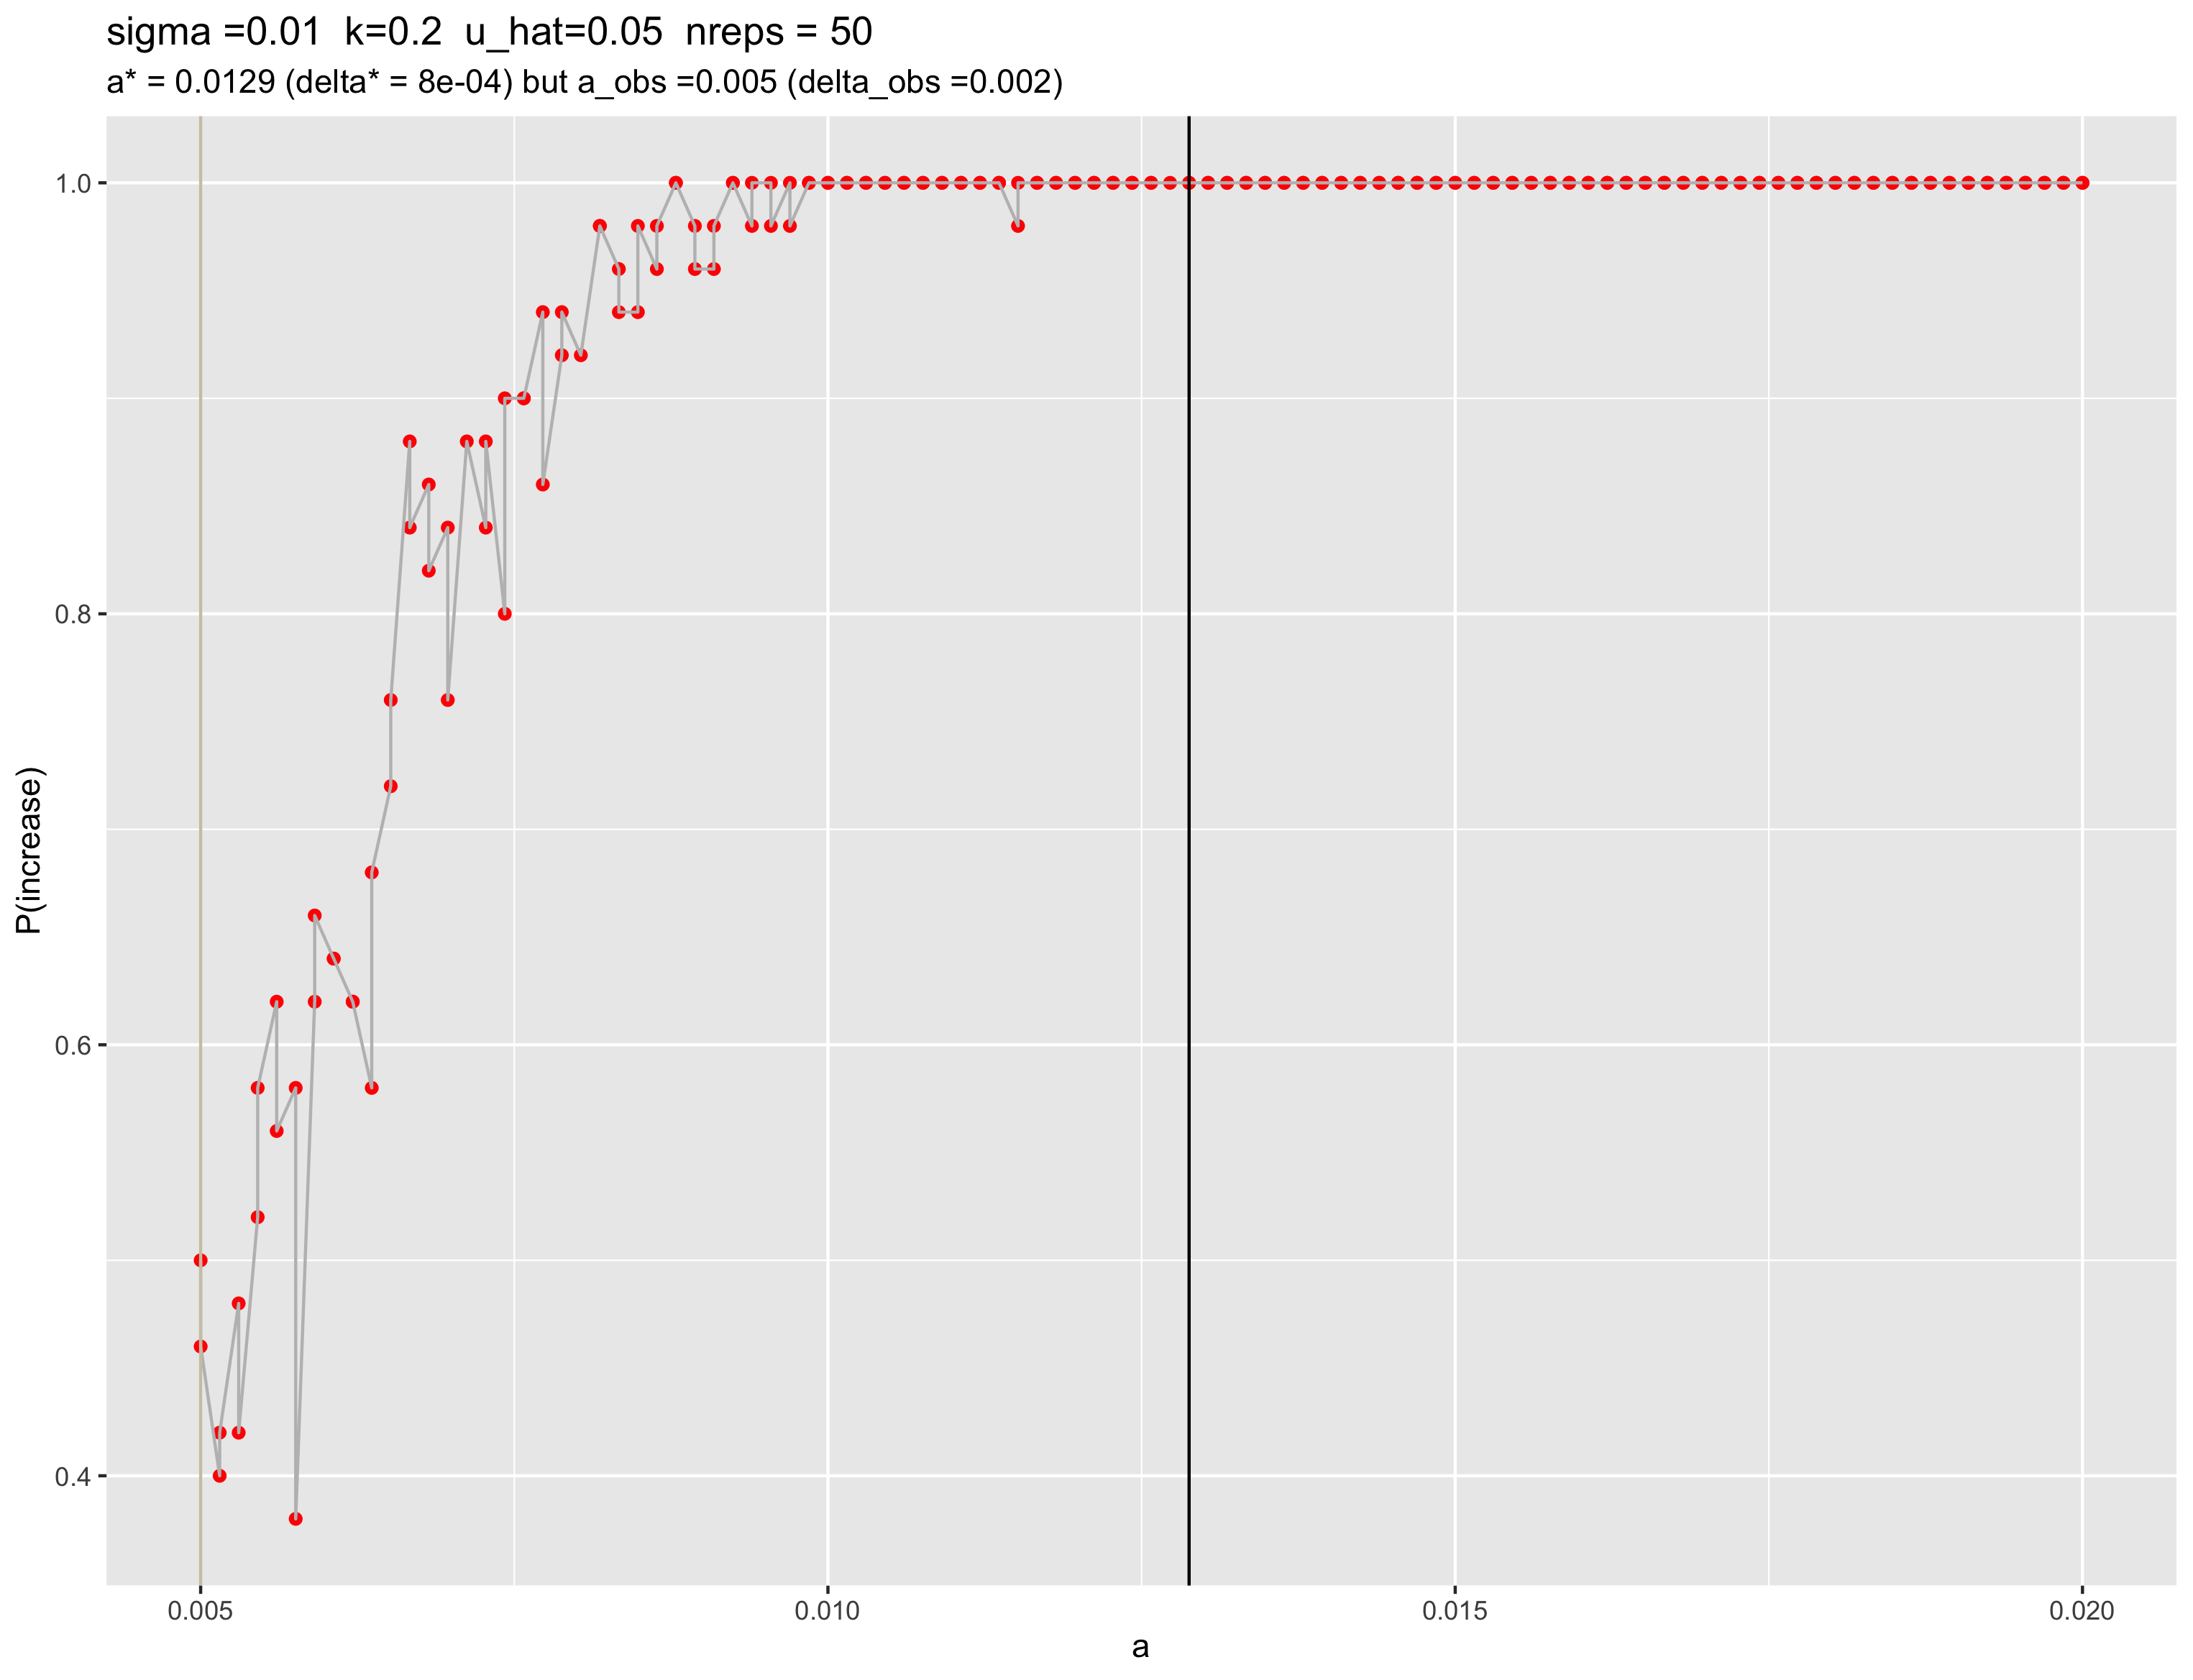 sigma =0.01  k=0.2  u_hat=0.05  nreps = 50
a* = 0.0129 (delta* = 8e-04) but a_obs =0.005 (delta_obs =0.002)
1.0
0.8
0.6
0.4
P(increase)
0.005 0.010 0.015 0.020
a